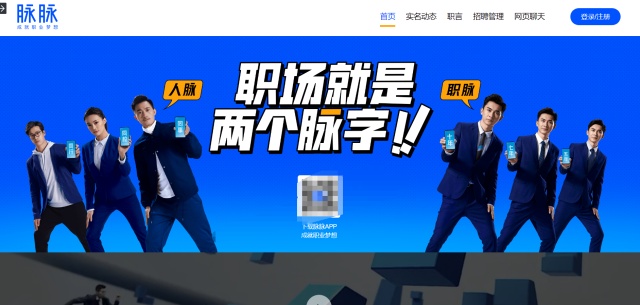 脉脉
成就职业梦想
首页 实名动态 职言 招聘管理 网页聊天
登录/注册
人脉
职脉
职场就是
两个脉字!!
下载脉脉APP
成就职业梦想